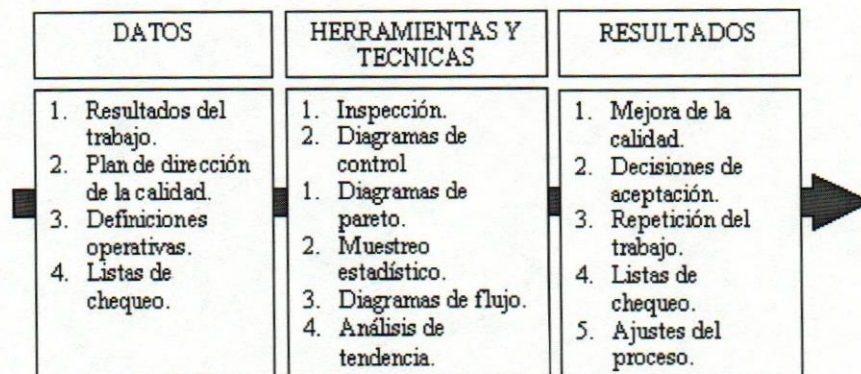 DATOS
1. Resultados del
trabajo.
2. Plan de dirección
de la calidad.
3. Definiciones
operativas.
4. Listas de
chequeo.
HERRAMIENTAS Y
TECNICAS
1. Inspección.
2. Diagramas de
control
1. Diagramas de
pareto.
2. Muestreo
estadístico.
3. Diagramas de flujo.
4. Análisis de
tendencia.
RESULTADOS
1. Mejora de la
calidad.
2. Decisiones de
aceptación.
3. Repetición del
trabajo.
4. Listas de
chequeo.
5. Ajustes del
proceso.